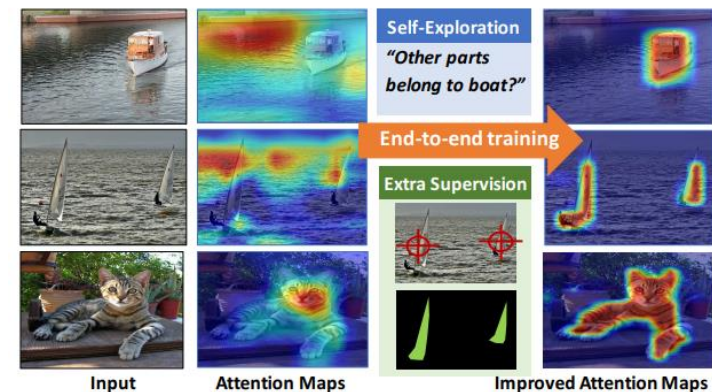 Self-Exploration
"Other parts
belong to boat?"
End-to-end training
Extra Supervision
Input
Attention Maps
Improved Attention Maps